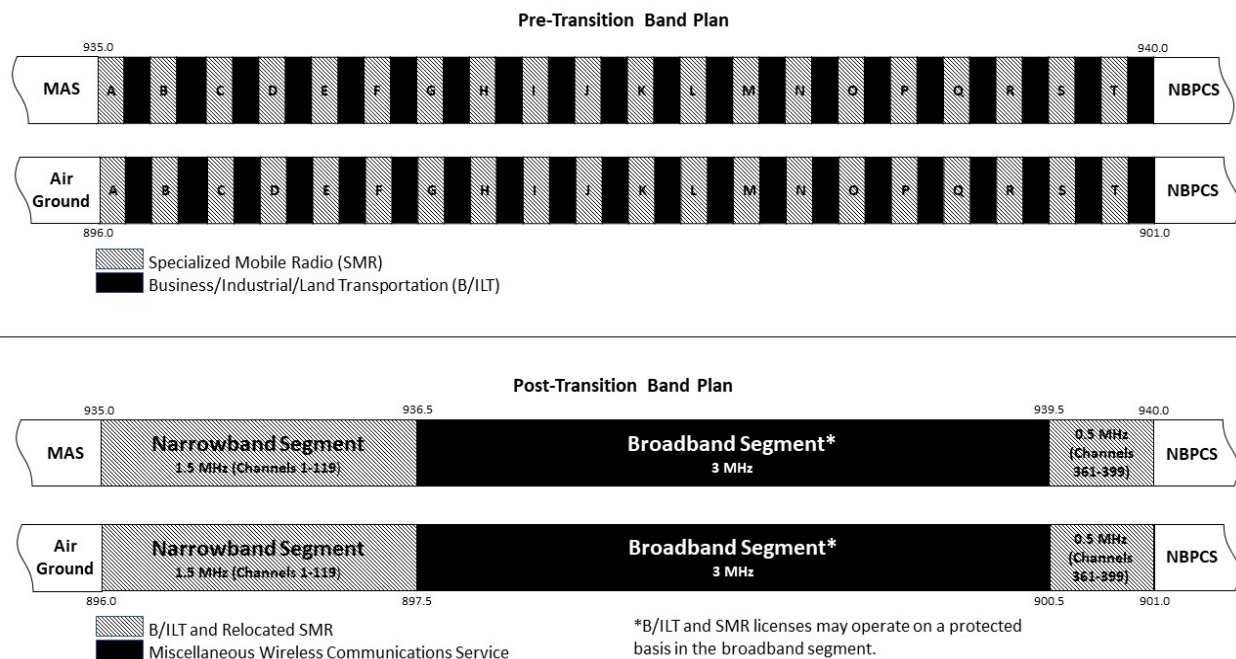 Pre-Transition Band Plan
935.0 940.0
MAS A B C D E F G H I J K L M N O P Q R S T NBPCS
Air
Ground
A B C D E F G H I J K L M N O P Q R S T NBPCS
896.0 901.0
Specialized Mobile Radio (SMR)
Business/Industrial/Land Transportation (B/ILT)
Post-Transition Band Plan
935.0 936.5 939.5 940.0
MAS
Narrowband Segment
1.5 MHz (Channels 1-119)
Broadband Segment*
3 MHz
0.5 MHz
(Channels
361-399)
NBPCS
Air
Ground
Narrowband Segment
1.5 MHz (Channels 1-119)
Broadband Segment*
3 MHz
0.5 MHz
(Channels
361-399)
NBPCS
896.0 897.5 900.5 901.0
B/ILT and Relocated SMR
Miscellaneous Wireless Communications Service
*B/ILT and SMR licenses may operate on a protected
basis in the broadband segment.